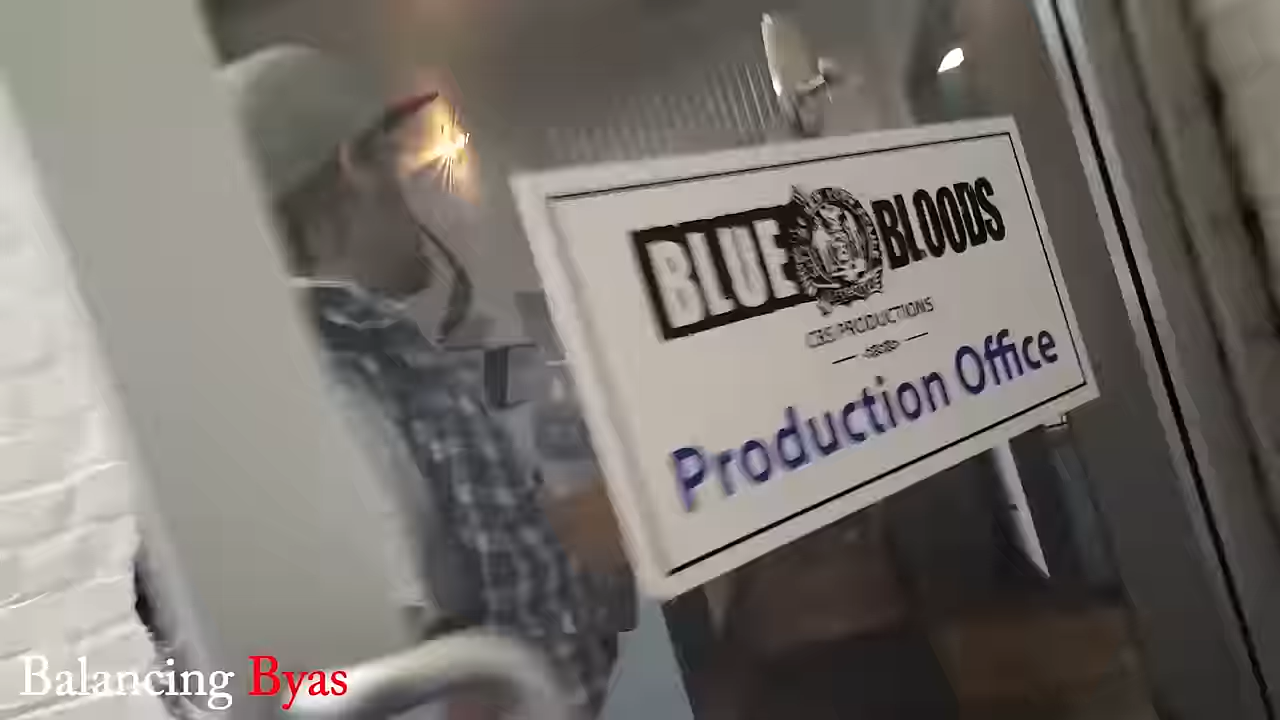 BLUE BLOODS
CBS PRODUCTIONS
Production Office
Balancing Byas